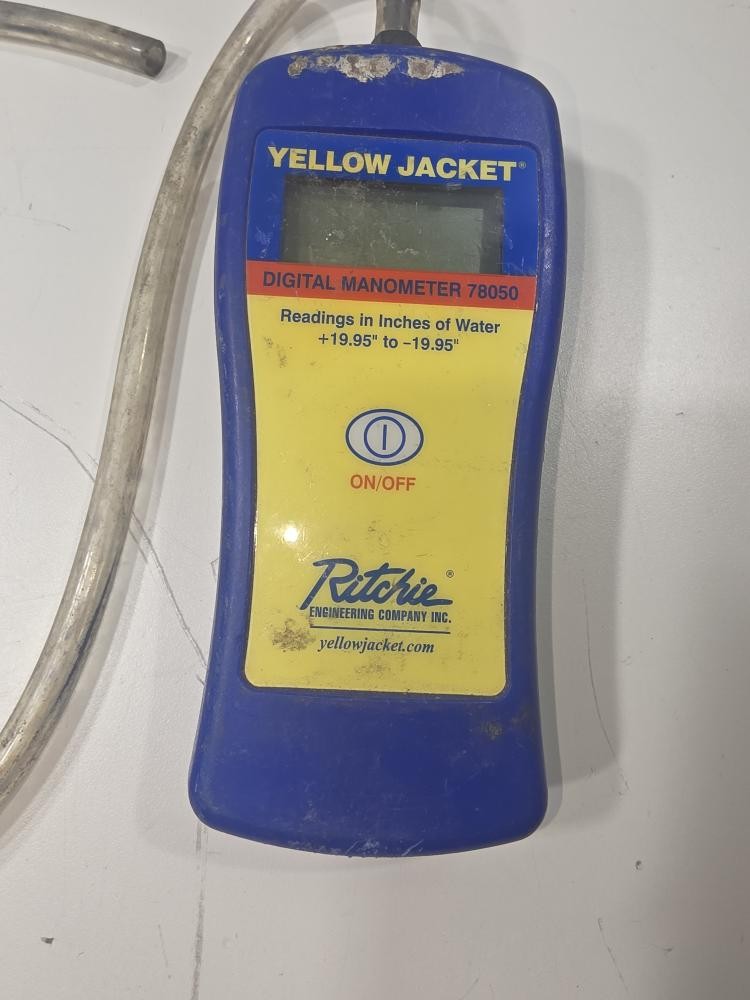 YELLOW JACKET®
DIGITAL MANOMETER 78050
Readings in Inches of Water
+19.95" to -19.95"
ON/OFF
Ritchie®
ENGINEERING COMPANY INC.
yellowjacket.com